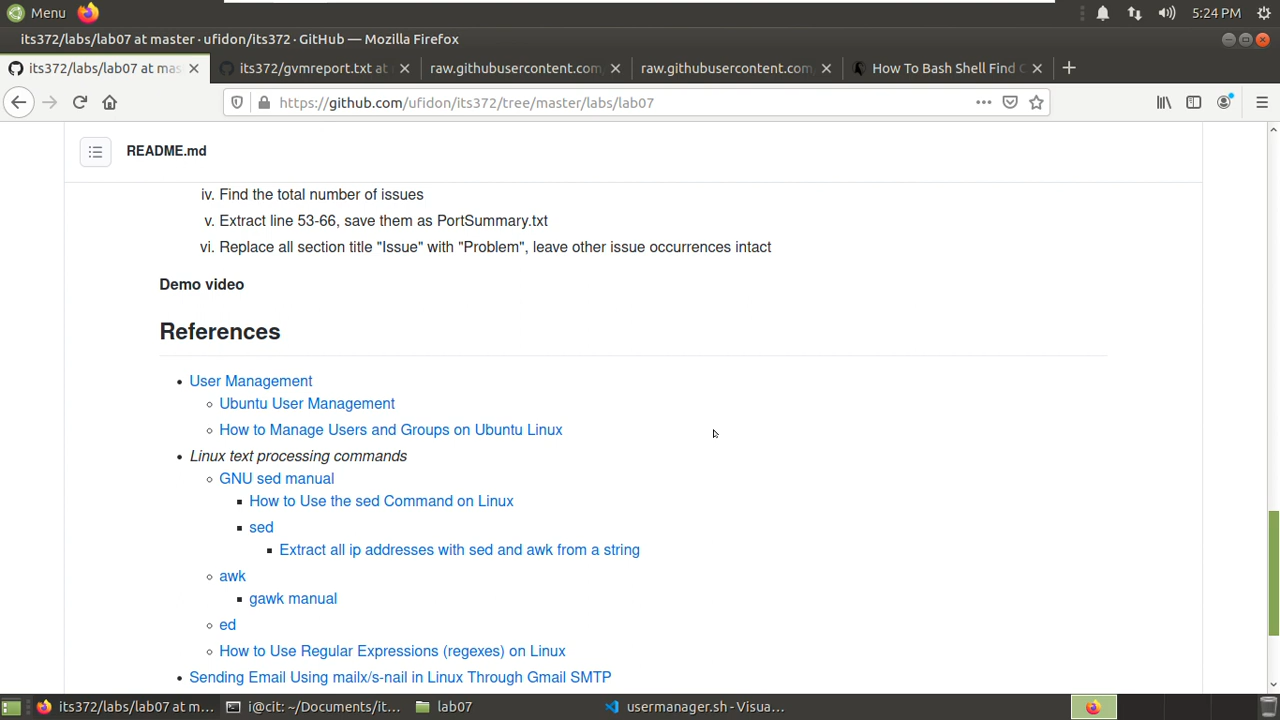 Menu
5:24 PM
its372/labs/lab07 at master · ufidon/its372 · GitHub — Mozilla Firefox
its372/labs/lab07 at mas
its372/gvmreport.txt at
raw.githubusercontent.com
raw.githubusercontent.com
How To Bash Shell Find
https://github.com/ufidon/its372/tree/master/labs/lab07
README.md
iv. Find the total number of issues
v. Extract line 53-66, save them as PortSummary.txt
vi. Replace all section title "Issue" with "Problem", leave other issue occurrences intact
Demo video
References
• User Management
◦ Ubuntu User Management
◦ How to Manage Users and Groups on Ubuntu Linux
• Linux text processing commands
◦ GNU sed manual
▪ How to Use the sed Command on Linux
▪ sed
▪ Extract all ip addresses with sed and awk from a string
◦ awk
▪ gawk manual
◦ ed
◦ How to Use Regular Expressions (regexes) on Linux
• Sending Email Using mailx/s-nail in Linux Through Gmail SMTP
its372/labs/lab07 at m...
i@cit: ~/Documents/it...
lab07
usermanager.sh - Visua...